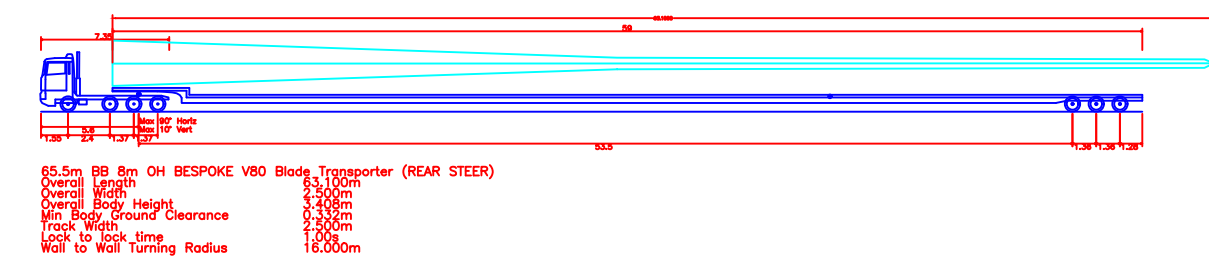 59
7.35
Max 90° Horiz
5.6
Max 10° Vert
1.55 2.4 1.37 1.37
53.5 1.36 1.36 1.26
65.5m BB 8m OH BESPOKE V80 Blade Transporter (REAR STEER)
Overall Length 63.100m
Overall Width 2.500m
Overall Body Height 3.408m
Min Body Ground Clearance 0.332m
Track Width 2.500m
Lock to lock time 1.00s
Wall to Wall Turning Radius 16.000m